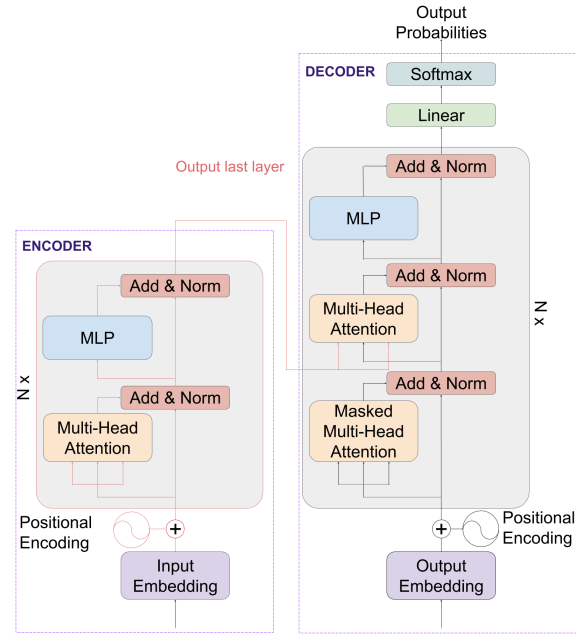 Output
Probabilities
DECODER
Softmax
Linear
Output last layer
Add & Norm
MLP
ENCODER
Add & Norm
Add & Norm
Multi-Head
Attention
N x
MLP
N x
Add & Norm
Add & Norm
Multi-Head
Attention
Masked
Multi-Head
Attention
Positional
Encoding
+
+
Positional
Encoding
Input
Embedding
Output
Embedding